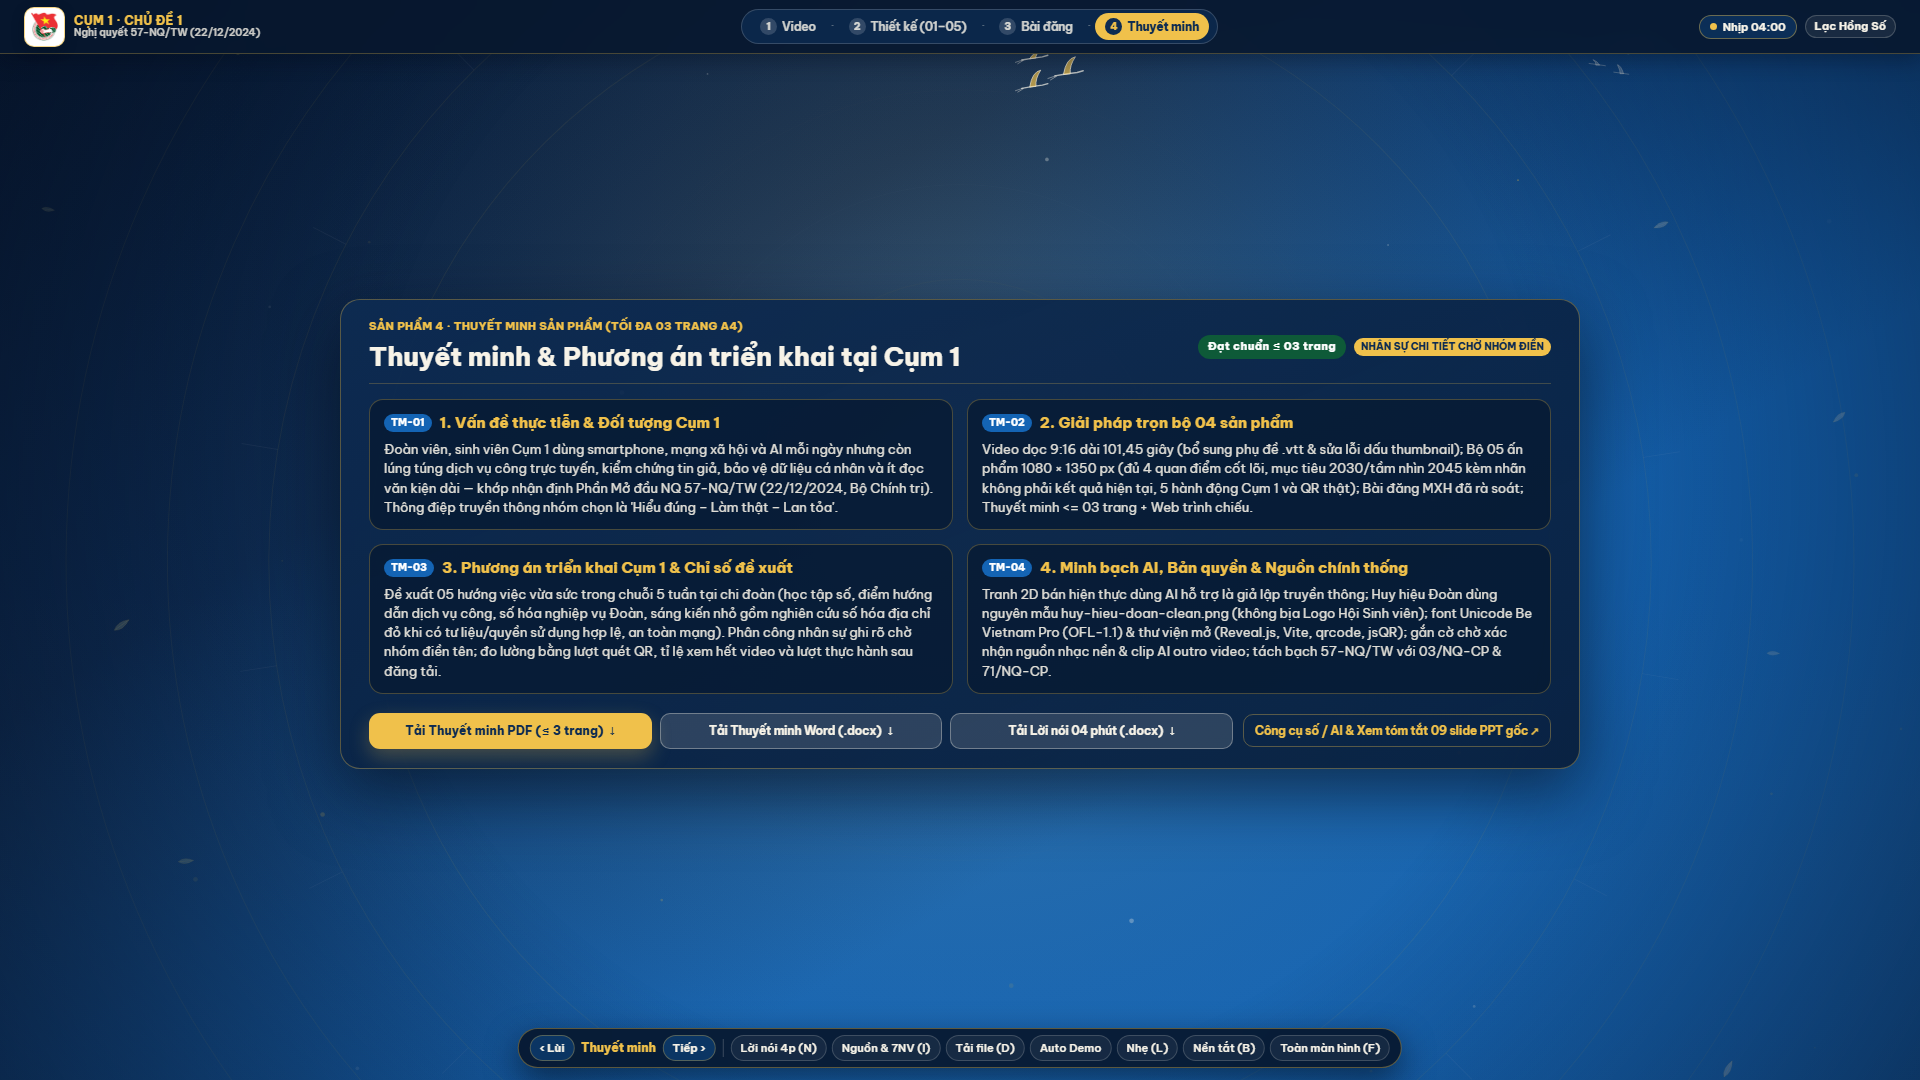 CỤM 1 · CHỦ ĐỀ 1
Nghị quyết 57-NQ/TW (22/12/2024)
1 Video · 2 Thiết kế (01–05) · 3 Bài đăng · 4 Thuyết minh
Nhịp 04:00
Lạc Hồng Số
SẢN PHẨM 4 · THUYẾT MINH SẢN PHẨM (TỐI ĐA 03 TRANG A4)
Thuyết minh & Phương án triển khai tại Cụm 1
Đạt chuẩn ≤ 03 trang
NHÂN SỰ CHI TIẾT CHỜ NHÓM ĐIỀN
TM-01 1. Vấn đề thực tiễn & Đối tượng Cụm 1
Đoàn viên, sinh viên Cụm 1 dùng smartphone, mạng xã hội và AI mỗi ngày nhưng còn
lúng túng dịch vụ công trực tuyến, kiểm chứng tin giả, bảo vệ dữ liệu cá nhân và ít đọc
văn kiện dài — khớp nhận định Phần Mở đầu NQ 57-NQ/TW (22/12/2024, Bộ Chính trị).
Thông điệp truyền thông nhóm chọn là 'Hiểu đúng – Làm thật – Lan tỏa'.
TM-02 2. Giải pháp trọn bộ 04 sản phẩm
Video dọc 9:16 dài 101,45 giây (bổ sung phụ đề .vtt & sửa lỗi dấu thumbnail); Bộ 05 ấn
phẩm 1080 × 1350 px (đủ 4 quan điểm cốt lõi, mục tiêu 2030/tầm nhìn 2045 kèm nhãn
không phải kết quả hiện tại, 5 hành động Cụm 1 và QR thật); Bài đăng MXH đã rà soát;
Thuyết minh <= 03 trang + Web trình chiếu.
TM-03 3. Phương án triển khai Cụm 1 & Chỉ số đề xuất
Đề xuất 05 hướng việc vừa sức trong chuỗi 5 tuần tại chi đoàn (học tập số, điểm hướng
dẫn dịch vụ công, số hóa nghiệp vụ Đoàn, sáng kiến nhỏ gồm nghiên cứu số hóa địa chỉ
đỏ khi có tư liệu/quyền sử dụng hợp lệ, an toàn mạng). Phân công nhân sự ghi rõ chờ
nhóm điền tên; đo lường bằng lượt quét QR, tỉ lệ xem hết video và lượt thực hành sau
đăng tải.
TM-04 4. Minh bạch AI, Bản quyền & Nguồn chính thống
Tranh 2D bán hiện thực dùng AI hỗ trợ là giả lập truyền thông; Huy hiệu Đoàn dùng
nguyên mẫu huy-hieu-doan-clean.png (không bịa Logo Hội Sinh viên); font Unicode Be
Vietnam Pro (OFL-1.1) & thư viện mở (Reveal.js, Vite, qrcode, jsQR); gắn cờ chờ xác
nhận nguồn nhạc nền & clip AI outro video; tách bạch 57-NQ/TW với 03/NQ-CP &
71/NQ-CP.
Tải Thuyết minh PDF (≤ 3 trang) ↓
Tải Thuyết minh Word (.docx) ↓
Tải Lời nói 04 phút (.docx) ↓
Công cụ số / AI & Xem tóm tắt 09 slide PPT gốc ↗
‹ Lùi Thuyết minh Tiếp › Lời nói 4p (N) Nguồn & 7NV (I) Tải file (D) Auto Demo Nhẹ (L) Nền tắt (B) Toàn màn hình (F)